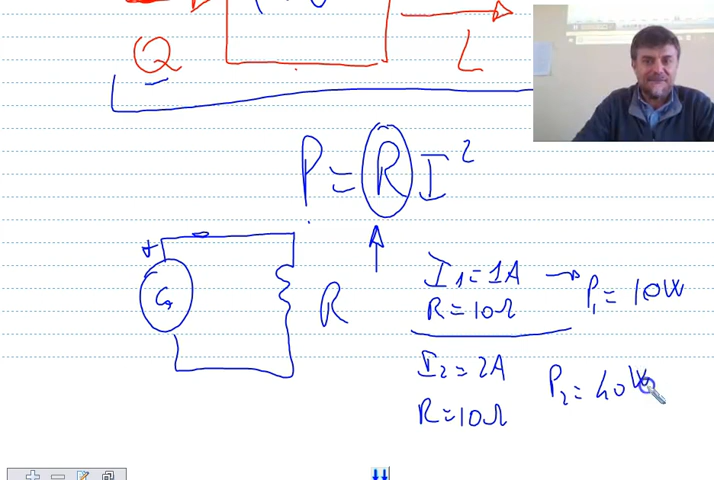 Q
L
P = R I²
+
G
R
I₁ = 1A → P₁ = 10W
R = 10Ω
I₂ = 2A
P₂ = 40W
R = 10Ω